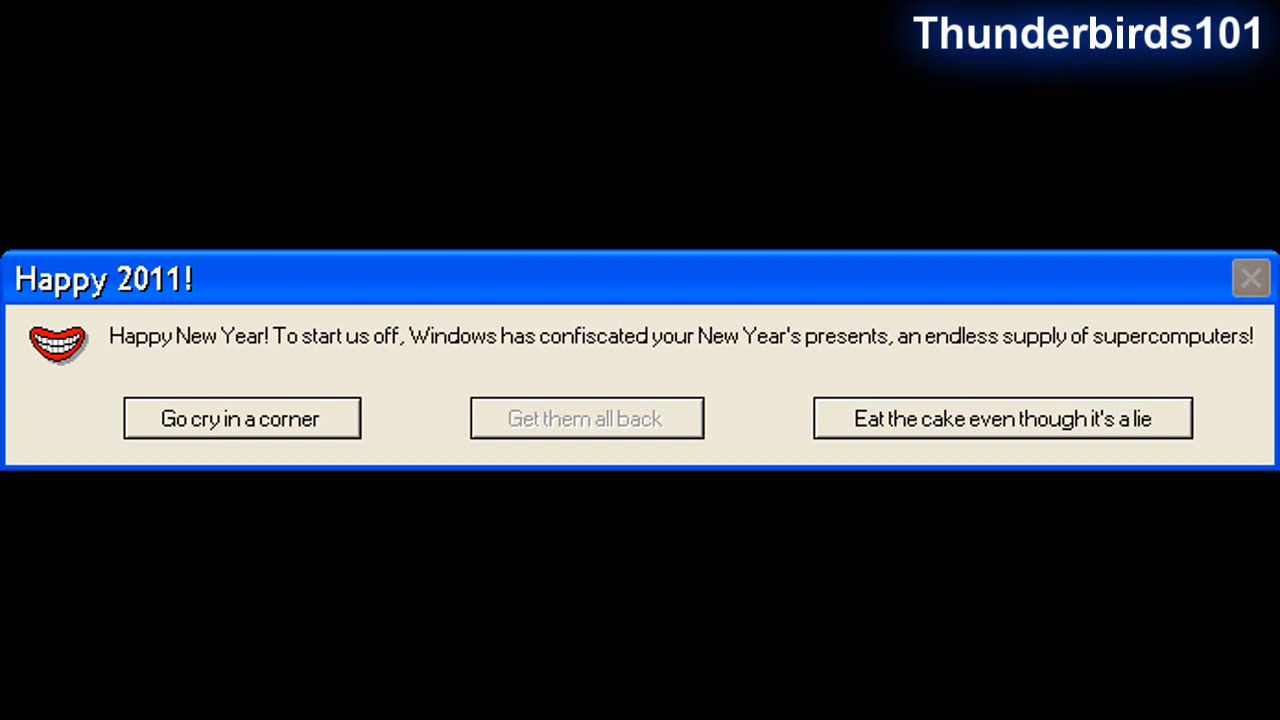 Thunderbirds101
Happy 2011!
Happy New Year! To start us off, Windows has confiscated your New Year's presents, an endless supply of supercomputers!
Go cry in a corner
Get them all back
Eat the cake even though it's a lie